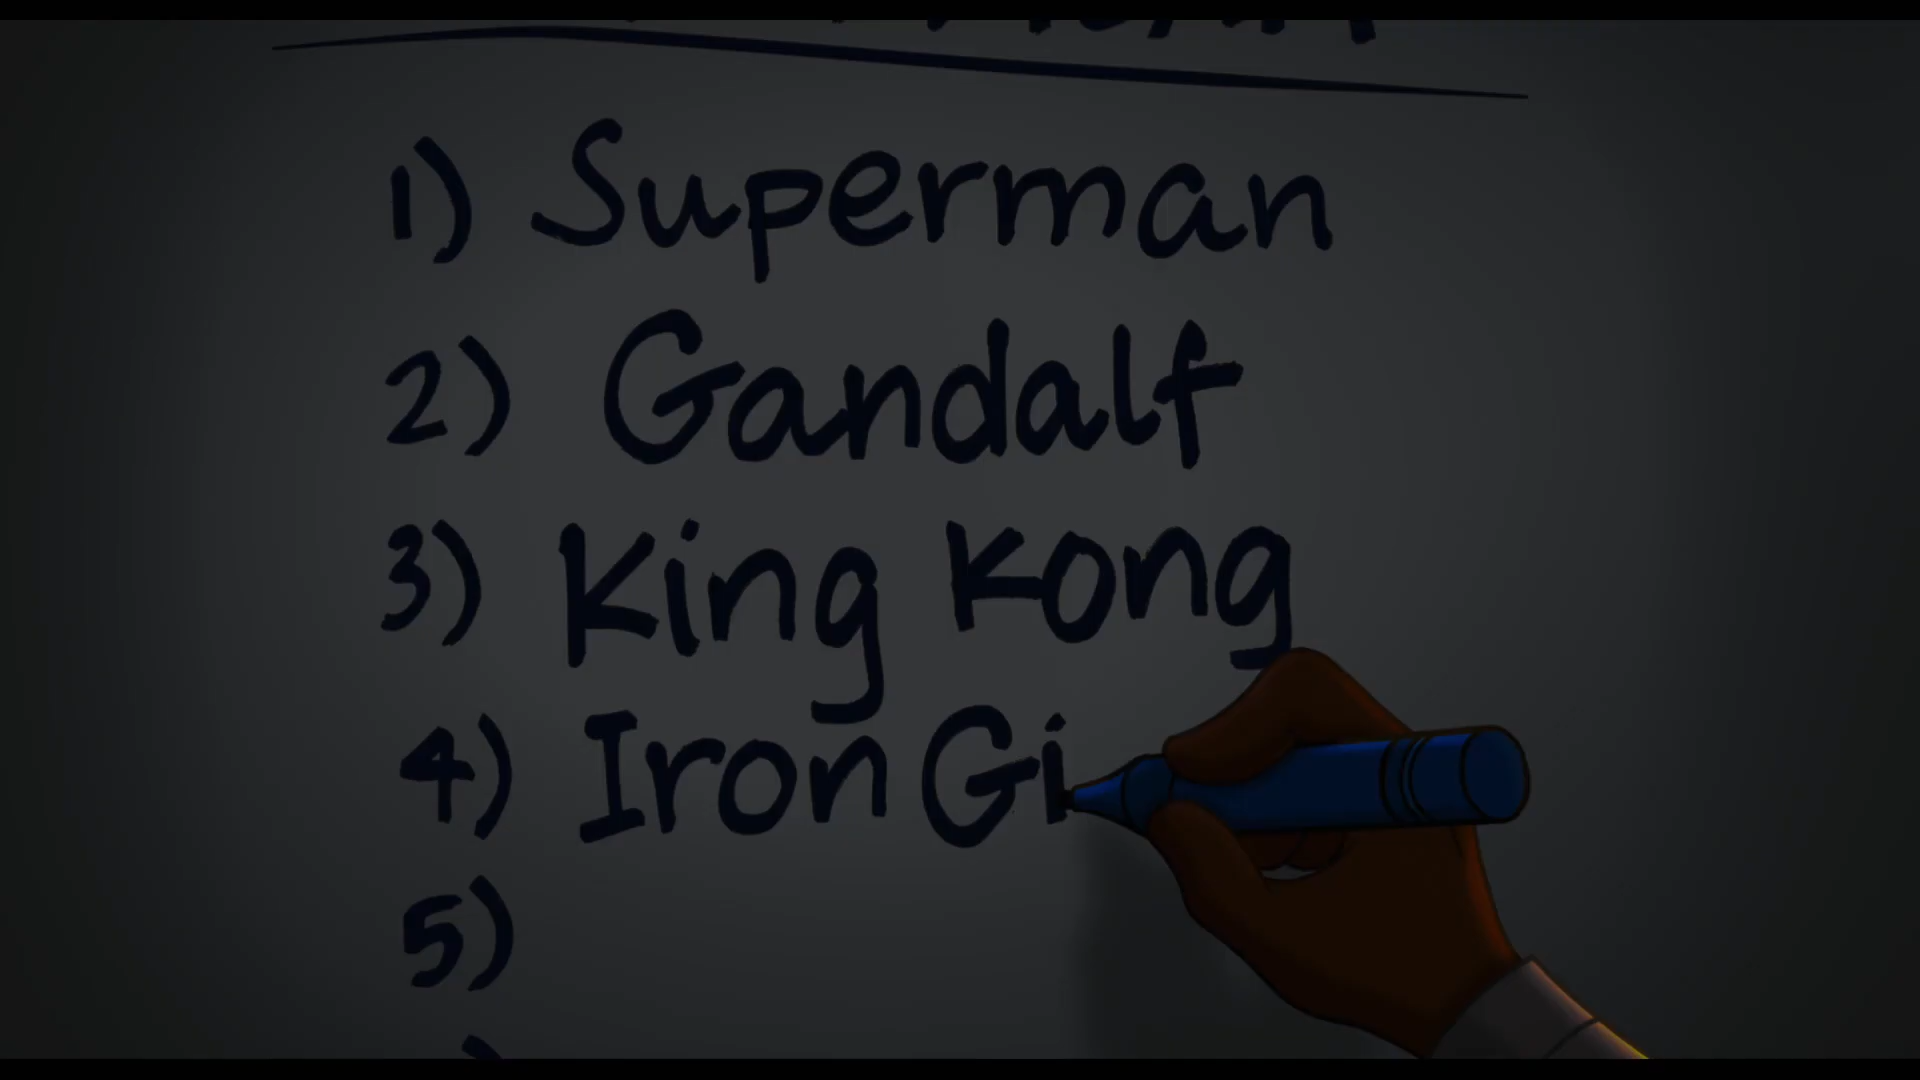 1) Superman
2) Gandalf
3) King Kong
4) Iron Gi
5)